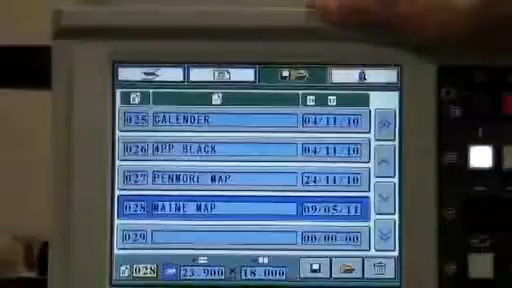 025 CALENDER 04/11/10
026 4PP BLACK 04/11/10
027 PENMORE MAP 24/11/10
028 MAINE MAP 09/05/11
029 00/00/00
028 23.900 × 18.000